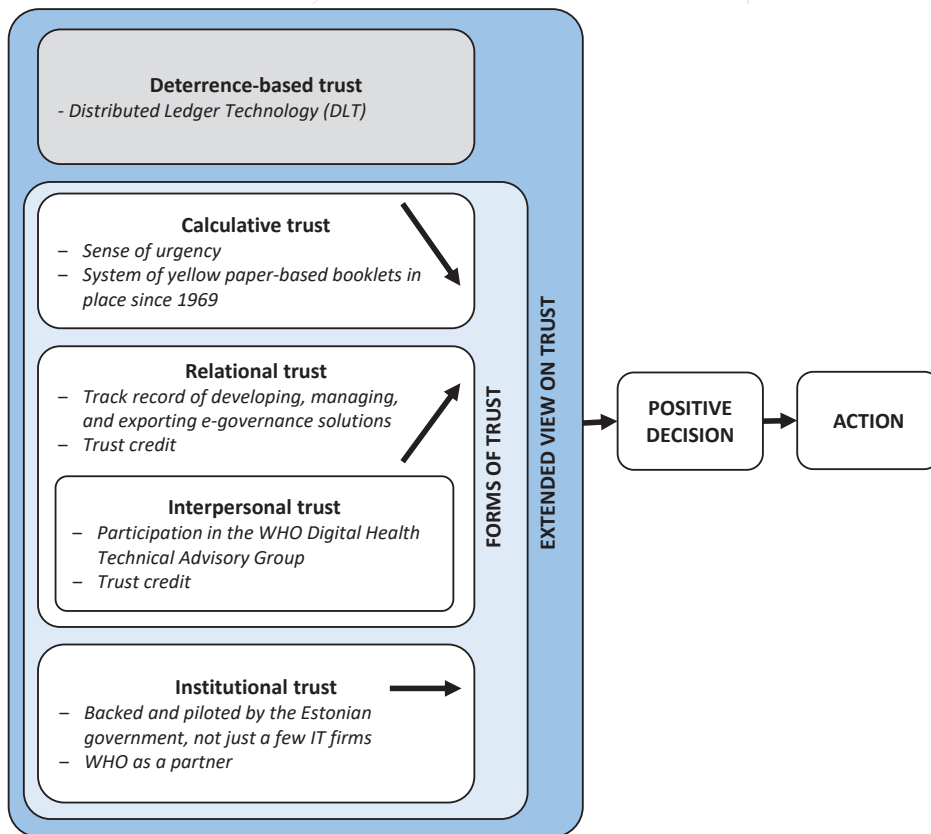 Deterrence-based trust
- Distributed Ledger Technology (DLT)
Calculative trust
– Sense of urgency
– System of yellow paper-based booklets in
place since 1969
Relational trust
– Track record of developing, managing,
and exporting e-governance solutions
– Trust credit
Interpersonal trust
– Participation in the WHO Digital Health
Technical Advisory Group
– Trust credit
Institutional trust
– Backed and piloted by the Estonian
government, not just a few IT firms
– WHO as a partner
FORMS OF TRUST
EXTENDED VIEW ON TRUST
POSITIVE
DECISION
ACTION